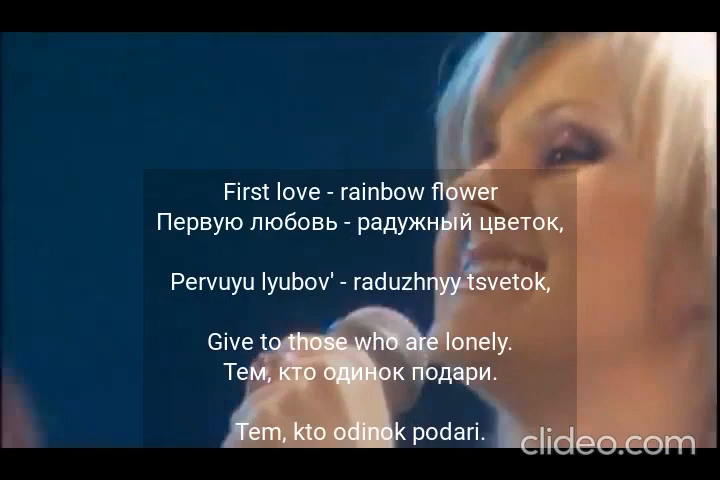 First love - rainbow flower
Первую любовь - радужный цветок,
Pervuyu lyubov' - raduzhnyy tsvetok,
Give to those who are lonely.
Тем, кто одинок подари.
Tem, kto odinok podari.
clideo.com